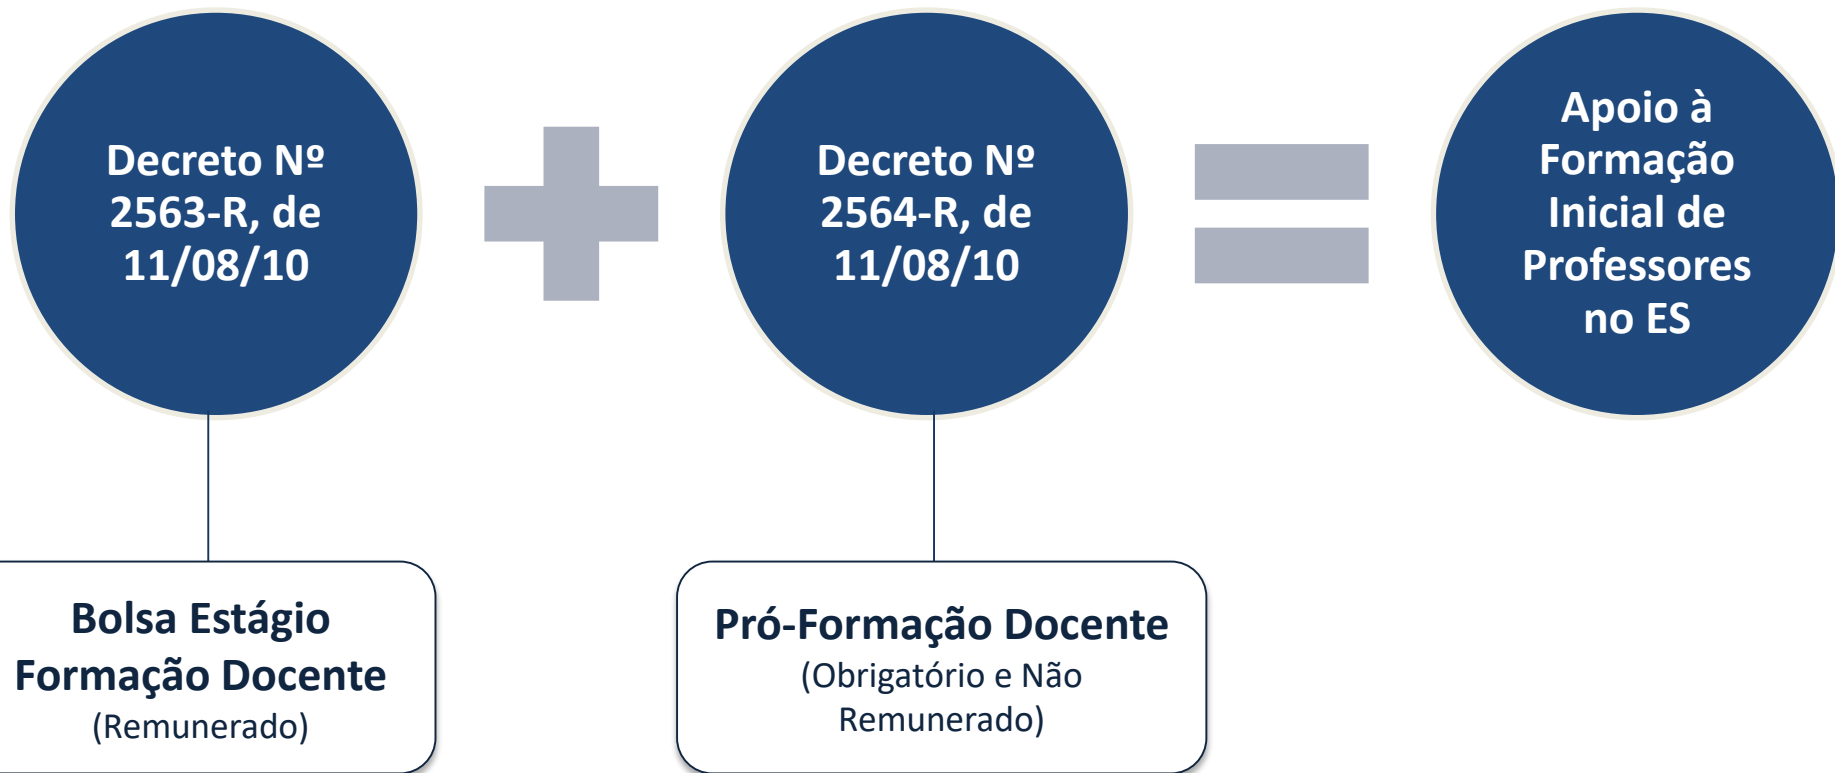 Decreto Nº
2563-R, de
11/08/10
Decreto Nº
2564-R, de
11/08/10
Apoio à
Formação
Inicial de
Professores
no ES
Bolsa Estágio
Formação Docente
(Remunerado)
Pró-Formação Docente
(Obrigatório e Não
Remunerado)